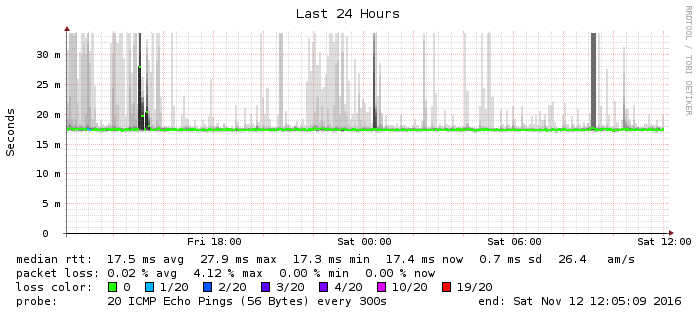 Last 24 Hours
RRDTOOL / TOBI OETIKER
Seconds
30 m
25 m
20 m
15 m
10 m
5 m
0
Fri 18:00 Sat 00:00 Sat 06:00 Sat 12:00
median rtt: 17.5 ms avg 27.9 ms max 17.3 ms min 17.4 ms now 0.7 ms sd 26.4 am/s
packet loss: 0.02 % avg 4.12 % max 0.00 % min 0.00 % now
loss color: 0 1/20 2/20 3/20 4/20 10/20 19/20
probe: 20 ICMP Echo Pings (56 Bytes) every 300s end: Sat Nov 12 12:05:09 2016